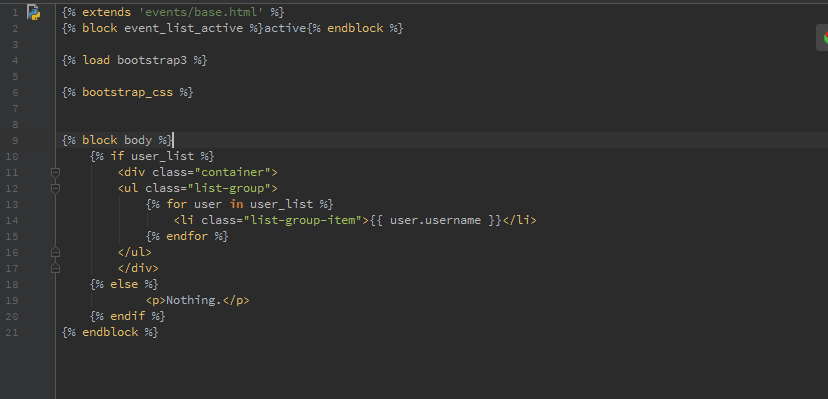 1 {% extends 'events/base.html' %}
2 {% block event_list_active %}active{% endblock %}
3
4 {% load bootstrap3 %}
5
6 {% bootstrap_css %}
7
8
9 {% block body %}
10     {% if user_list %}
11         <div class="container">
12         <ul class="list-group">
13             {% for user in user_list %}
14                 <li class="list-group-item">{{ user.username }}</li>
15             {% endfor %}
16         </ul>
17         </div>
18     {% else %}
19             <p>Nothing.</p>
20     {% endif %}
21 {% endblock %}